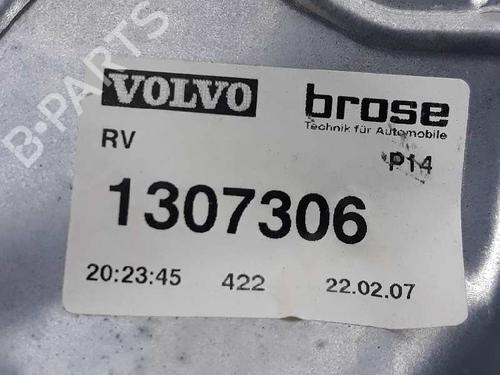 VOLVO
brose
Technik für Automobile
RV
P14
1307306
20:23:45 422 22.02.07
B-PARTS